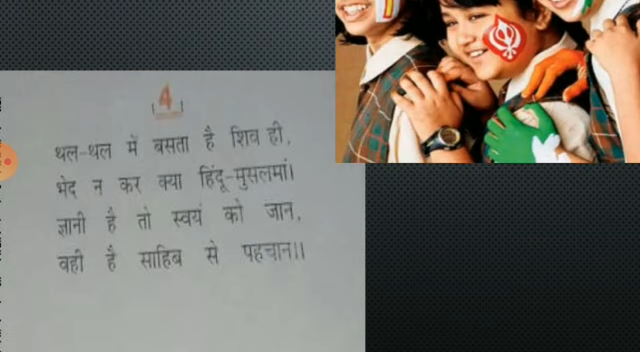 4
थल-थल में बसता है शिव ही,
भेद न कर क्या हिंदू-मुसलमां।
ज्ञानी है तो स्वयं को जान,
वही है साहिब से पहचान।।